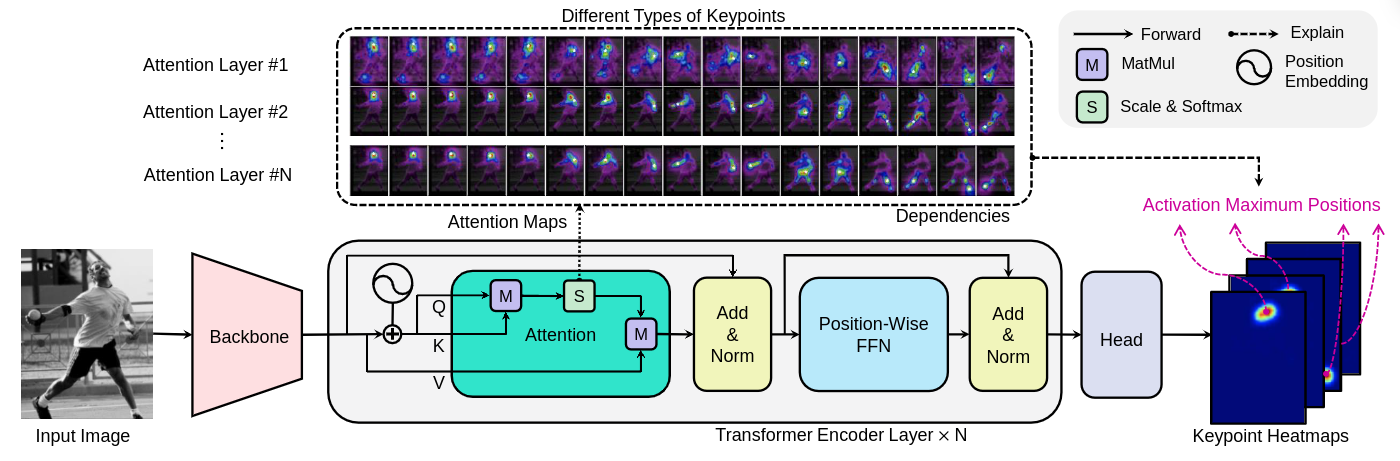 Different Types of Keypoints
Attention Layer #1
Attention Layer #2
⋮
Attention Layer #N
Forward
Explain
M
MatMul
Position
Embedding
S
Scale & Softmax
Attention Maps
Dependencies
Activation Maximum Positions
Input Image
Backbone
Q
K
V
M
S
Attention
M
Add
&
Norm
Position-Wise
FFN
Add
&
Norm
Head
Transformer Encoder Layer × N
Keypoint Heatmaps